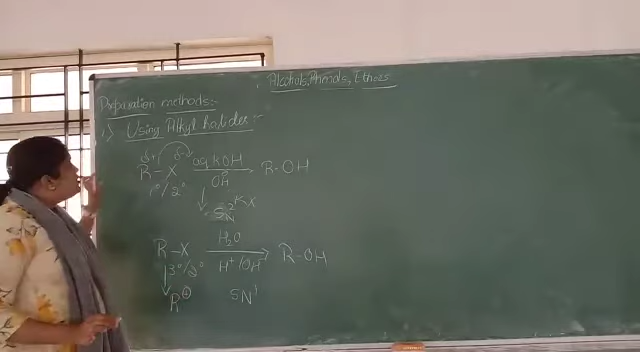 Alcohols, Phenols, Ethers
Preparation methods:-
1) Using Alkyl halides:-
δ+ δ-
R-X aq KOH R-OH
1°/2° OH⊖
SN2 KX
R-X H2O R-OH
3°/2° H+/OH-
R⊕ SN1